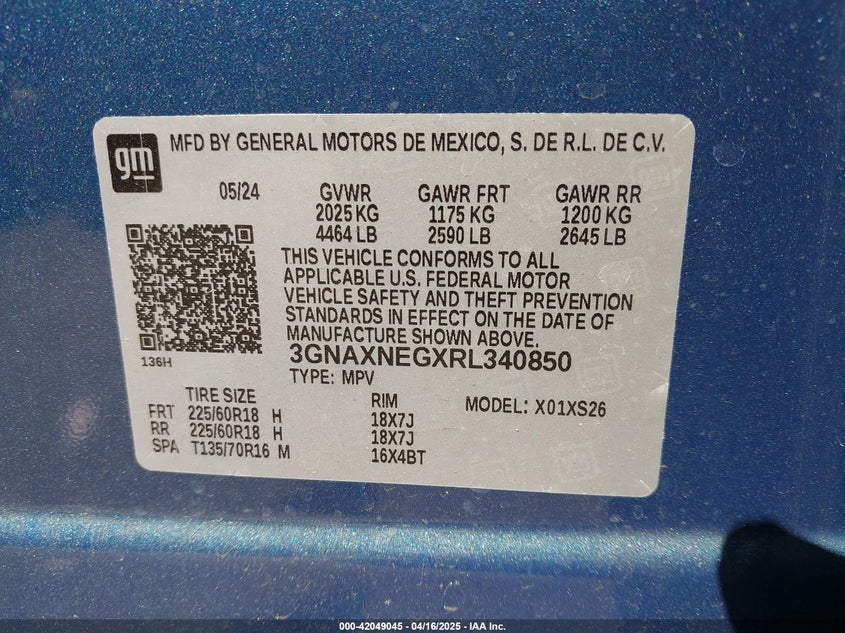 gm
MFD BY GENERAL MOTORS DE MEXICO, S. DE R.L. DE C.V.
05/24 GVWR GAWR FRT GAWR RR
2025 KG 1175 KG 1200 KG
4464 LB 2590 LB 2645 LB
THIS VEHICLE CONFORMS TO ALL
APPLICABLE U.S. FEDERAL MOTOR
VEHICLE SAFETY AND THEFT PREVENTION
STANDARDS IN EFFECT ON THE DATE OF
MANUFACTURE SHOWN ABOVE.
136H
3GNAXNEGXRL340850
TYPE: MPV
TIRE SIZE RIM MODEL: X01XS26
FRT 225/60R18 H 18X7J
RR 225/60R18 H 18X7J
SPA T135/70R16 M 16X4BT
000-42049045 - 04/16/2025 - IAA Inc.